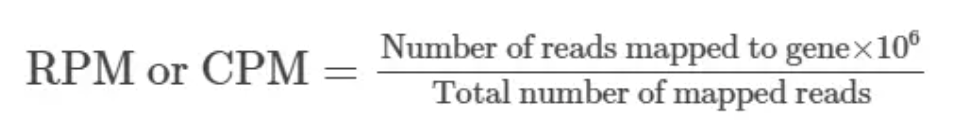 RPM or CPM = Number of reads mapped to gene×10⁶
Total number of mapped reads